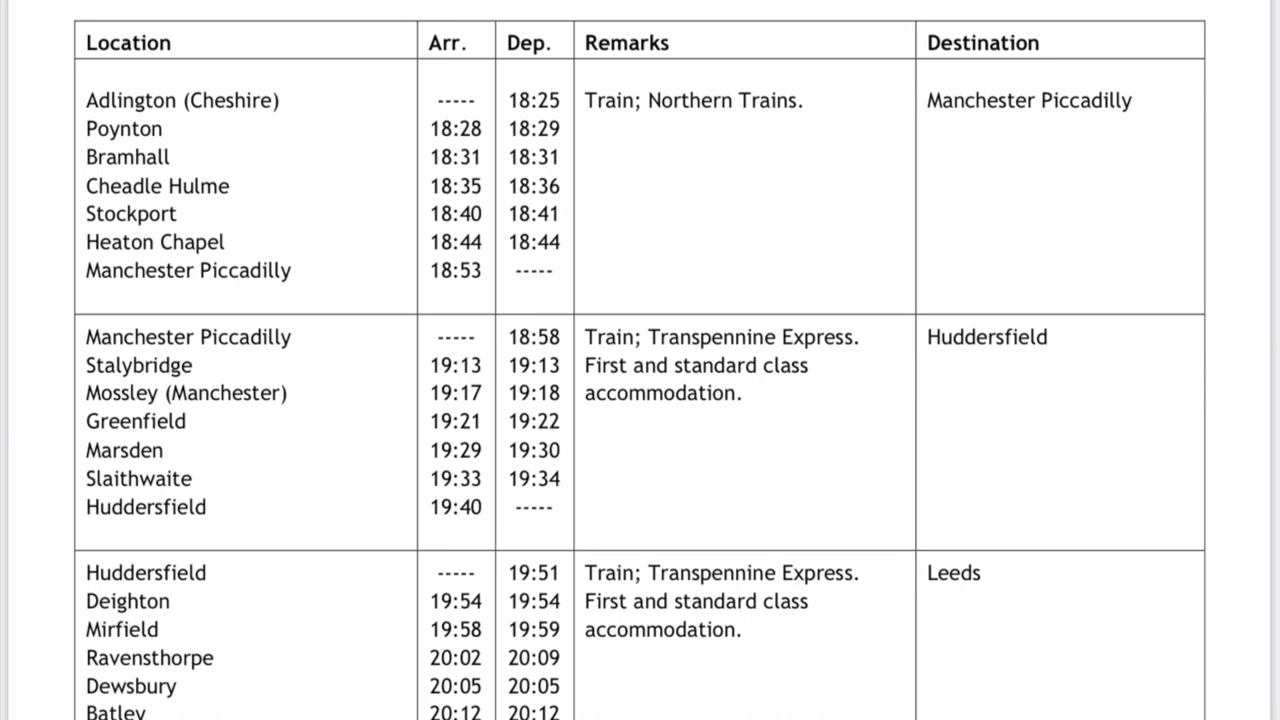 Location Arr. Dep. Remarks Destination
Adlington (Cheshire) ----- 18:25 Train; Northern Trains. Manchester Piccadilly
Poynton 18:28 18:29
Bramhall 18:31 18:31
Cheadle Hulme 18:35 18:36
Stockport 18:40 18:41
Heaton Chapel 18:44 18:44
Manchester Piccadilly 18:53 -----
Manchester Piccadilly ----- 18:58 Train; Transpennine Express. Huddersfield
Stalybridge 19:13 19:13 First and standard class
Mossley (Manchester) 19:17 19:18 accommodation.
Greenfield 19:21 19:22
Marsden 19:29 19:30
Slaithwaite 19:33 19:34
Huddersfield 19:40 -----
Huddersfield ----- 19:51 Train; Transpennine Express. Leeds
Deighton 19:54 19:54 First and standard class
Mirfield 19:58 19:59 accommodation.
Ravensthorpe 20:02 20:09
Dewsbury 20:05 20:05
Batley 20:12 20:12